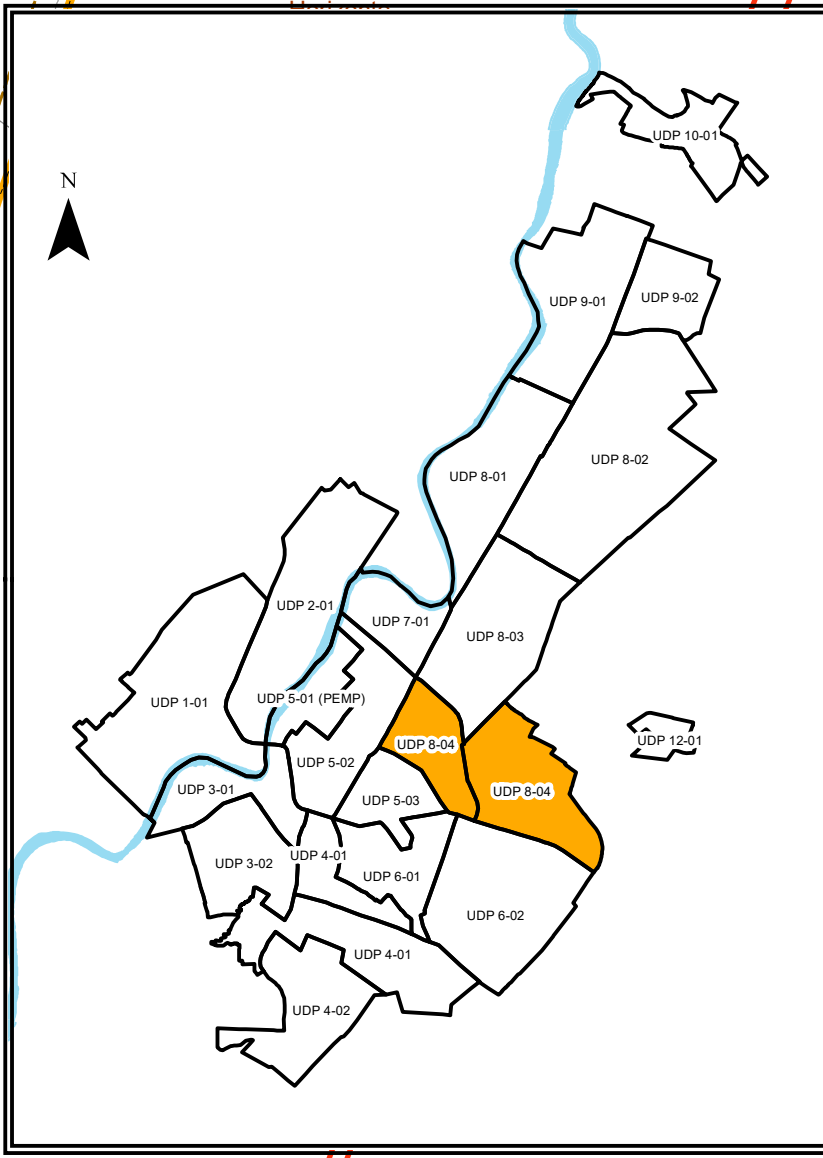 N
UDP 10-01
UDP 9-01
UDP 9-02
UDP 8-02
UDP 8-01
UDP 2-01
UDP 7-01
UDP 8-03
UDP 1-01
UDP 5-01 (PEMP)
UDP 8-04
UDP 12-01
UDP 5-02
UDP 3-01
UDP 8-04
UDP 5-03
UDP 4-01
UDP 3-02
UDP 6-01
UDP 6-02
UDP 4-01
UDP 4-02